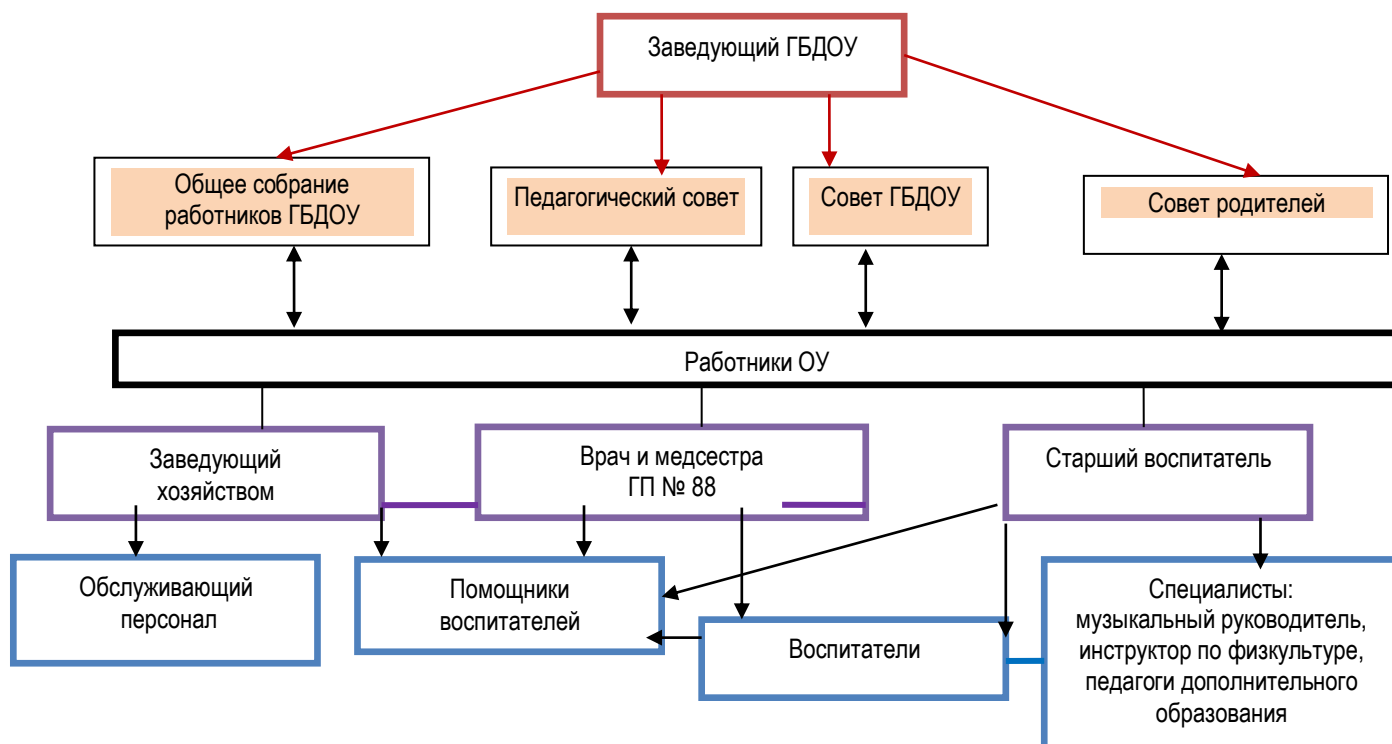 Заведующий ГБДОУ
Общее собрание
работников ГБДОУ
Педагогический совет
Совет ГБДОУ
Совет родителей
Работники ОУ
Заведующий
хозяйством
Врач и медсестра
ГП № 88
Старший воспитатель
Обслуживающий
персонал
Помощники
воспитателей
Воспитатели
Специалисты:
музыкальный руководитель,
инструктор по физкультуре,
педагоги дополнительного
образования